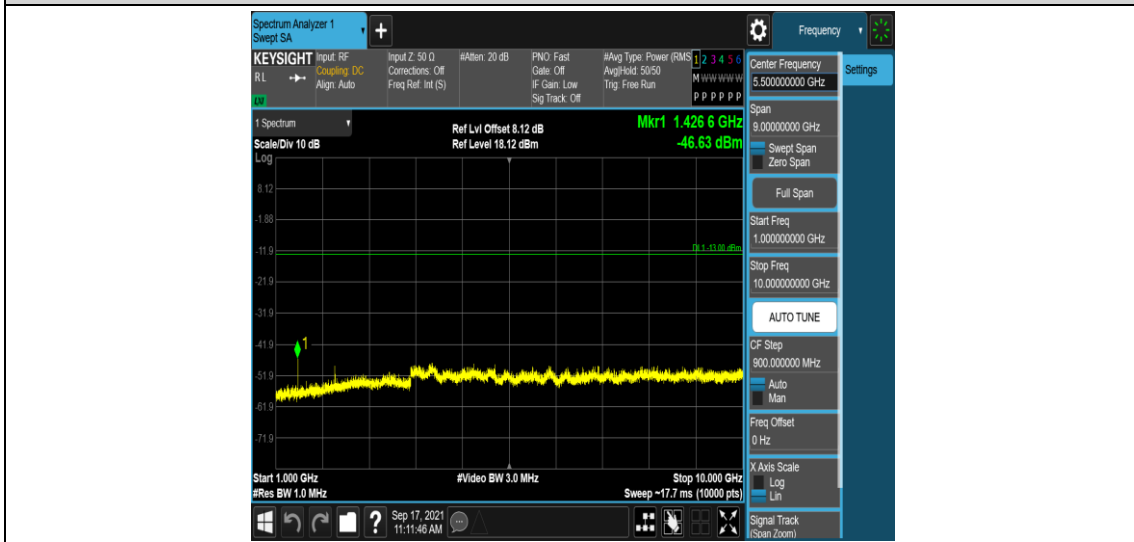 Spectrum Analyzer 1
Swept SA
+
Frequency
KEYSIGHT
RL
LXI
Input: RF
Coupling: DC
Align: Auto
Input Z: 50 Ω
Corrections: Off
Freq Ref: Int (S)
#Atten: 20 dB
PNO: Fast
Gate: Off
IF Gain: Low
Sig Track: Off
#Avg Type: Power (RMS
Avg|Hold: 50/50
Trig: Free Run
1 2 3 4 5 6
M W W W W W
P P P P P P
1 Spectrum
Scale/Div 10 dB
Log
Ref Lvl Offset 8.12 dB
Ref Level 18.12 dBm
Mkr1 1.426 6 GHz
-46.63 dBm
8.12
-1.88
-11.9
-21.9
-31.9
-41.9
-51.9
-61.9
-71.9
DL1 -13.00 dBm
1
Start 1.000 GHz
#Res BW 1.0 MHz
#Video BW 3.0 MHz
Stop 10.000 GHz
Sweep ~17.7 ms (10000 pts)
Center Frequency
5.500000000 GHz
Settings
Span
9.00000000 GHz
Swept Span
Zero Span
Full Span
Start Freq
1.000000000 GHz
Stop Freq
10.000000000 GHz
AUTO TUNE
CF Step
900.000000 MHz
Auto
Man
Freq Offset
0 Hz
X Axis Scale
Log
Lin
Signal Track
(Span Zoom)
?
Sep 17, 2021
11:11:46 AM